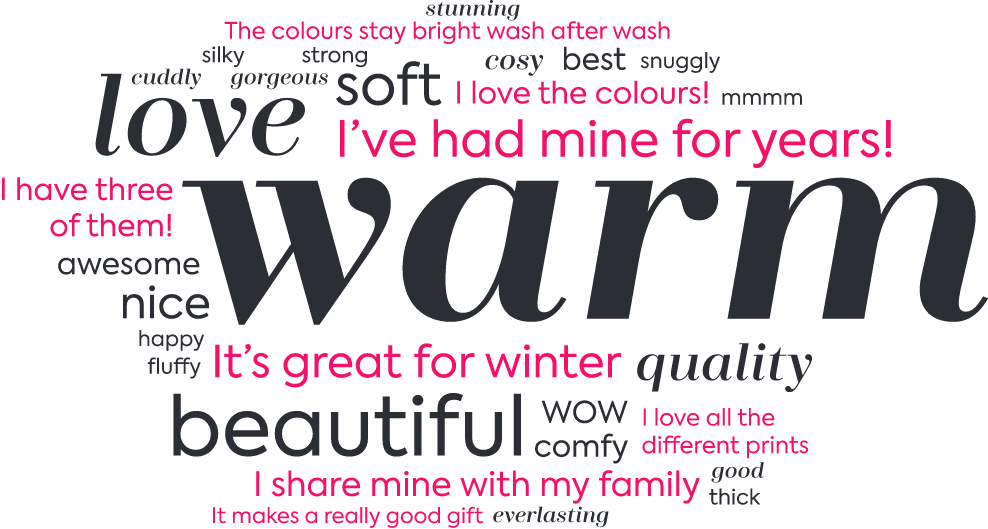 stunning
The colours stay bright wash after wash
silky strong cosy best snuggly
cuddly gorgeous soft I love the colours! mmmm
love I've had mine for years!
I have three
of them!
warm
awesome
nice
happy
fluffy It's great for winter quality
beautiful wow I love all the
comfy different prints
I share mine with my family good
thick
It makes a really good gift everlasting